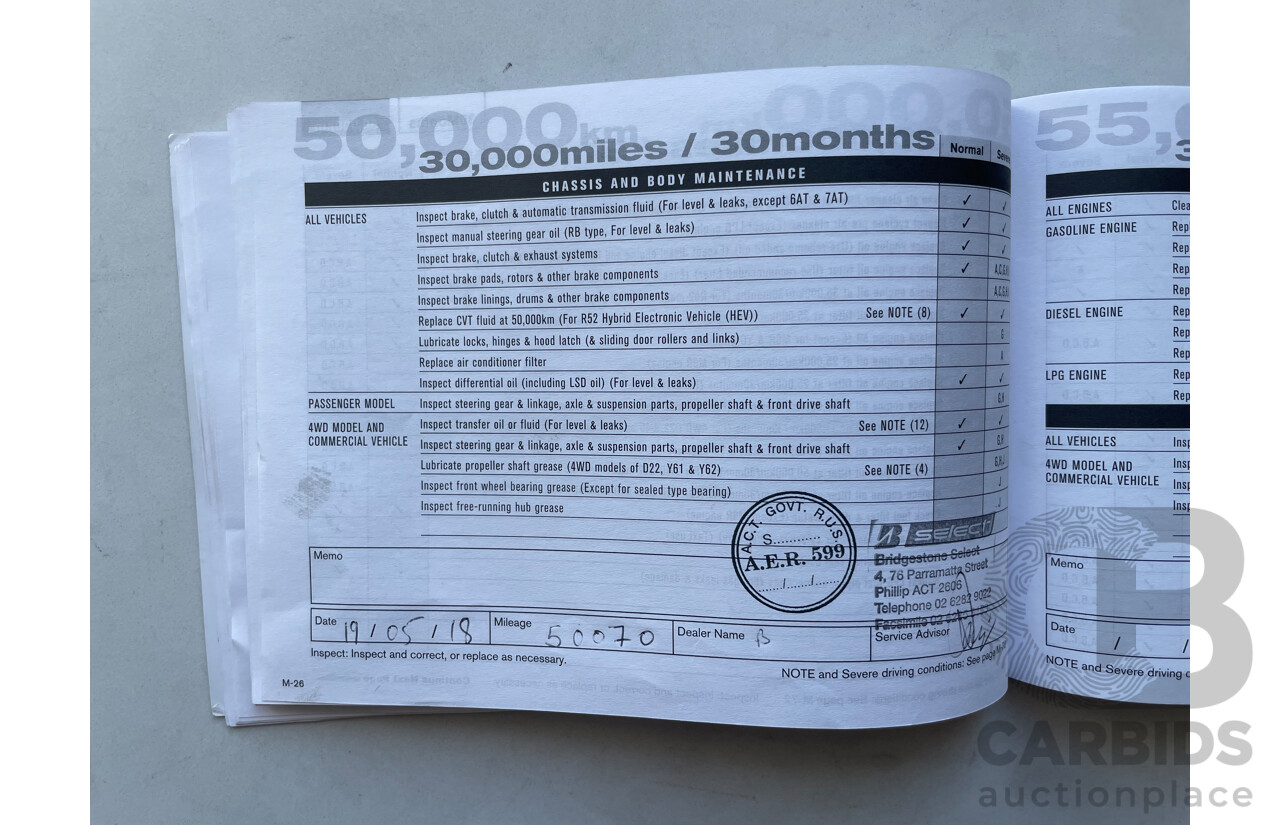 50,000km
30,000miles / 30months
Normal
CHASSIS AND BODY MAINTENANCE
ALL VEHICLES
Inspect brake, clutch & automatic transmission fluid (For level & leaks, except 6AT & 7AT) ✓ ✓
Inspect manual steering gear oil (RB type, For level & leaks) ✓ ✓
Inspect brake, clutch & exhaust systems ✓ ✓
Inspect brake pads, rotors & other brake components ✓
Inspect brake linings, drums & other brake components
Replace CVT fluid at 50,000km (For R52 Hybrid Electronic Vehicle (HEV)) See NOTE (8) ✓ ✓
Lubricate locks, hinges & hood latch (& sliding door rollers and links) G
Replace air conditioner filter A
Inspect differential oil (including LSD oil) (For level & leaks) ✓ ✓
PASSENGER MODEL Inspect steering gear & linkage, axle & suspension parts, propeller shaft & front drive shaft G,H
4WD MODEL AND
COMMERCIAL VEHICLE
Inspect transfer oil or fluid (For level & leaks) See NOTE (12) ✓ ✓
Inspect steering gear & linkage, axle & suspension parts, propeller shaft & front drive shaft ✓ G,H
Lubricate propeller shaft grease (4WD models of D22, Y61 & Y62) See NOTE (4) G,H,J
Inspect front wheel bearing grease (Except for sealed type bearing) J
Inspect free-running hub grease J
A.C.T. GOVT. R.U.S.
S............
A.E.R. 599
....../....../......
B SELECT
Bridgestone Select
4, 76 Parramatta Street
Phillip ACT 2606
Telephone 02 6282 9022
Facsimile 02
Memo
Date 19 / 05 / 18
Mileage 50070
Dealer Name B
Service Advisor
Inspect: Inspect and correct, or replace as necessary.
NOTE and Severe driving conditions: See page
M-26
55,
ALL ENGINES
GASOLINE ENGINE
DIESEL ENGINE
LPG ENGINE
ALL VEHICLES
4WD MODEL AND
COMMERCIAL VEHICLE
Memo
Date / /
NOTE and Severe driving
CARBIDS
auctionplace